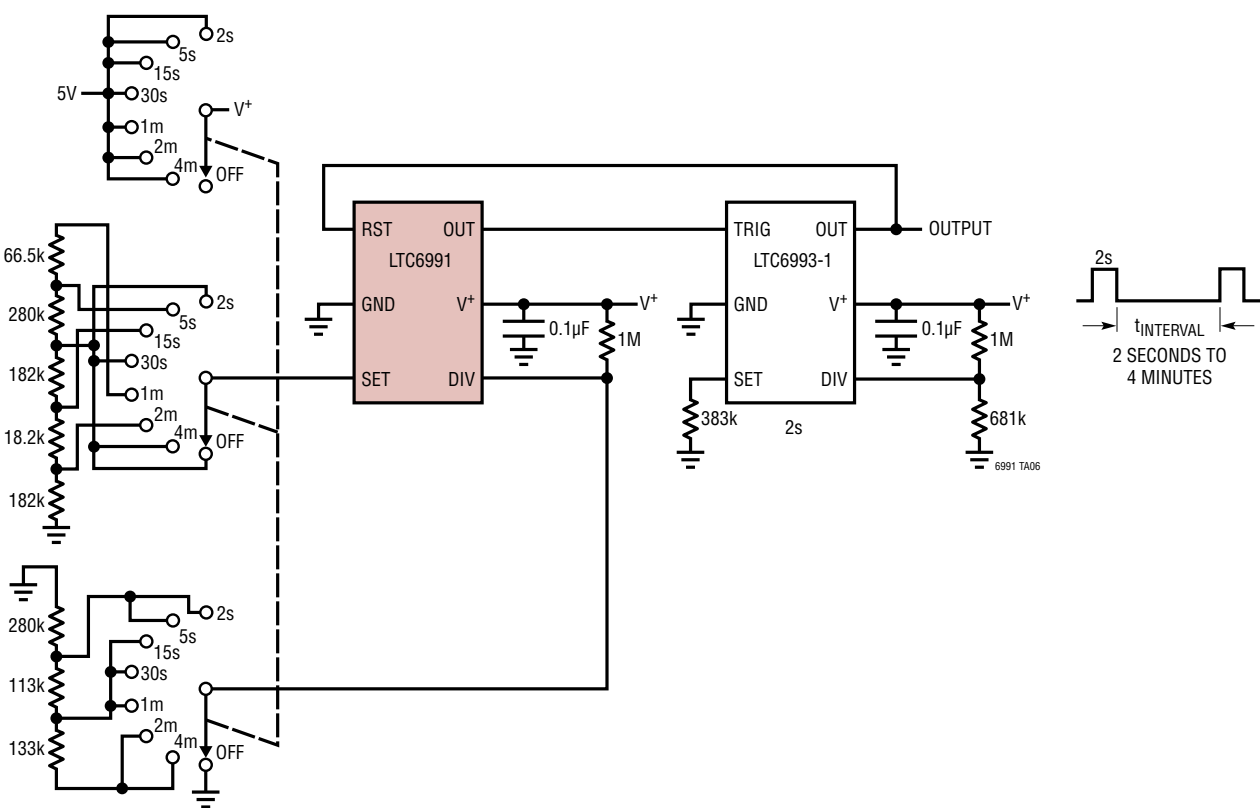 2s
5s
15s
5V
30s
V+
1m
2m
4m
OFF
66.5k
280k
182k
18.2k
182k
2s
5s
15s
30s
1m
2m
4m
OFF
280k
113k
133k
2s
5s
15s
30s
1m
2m
4m
OFF
RST
OUT
LTC6991
GND
V+
SET
DIV
V+
0.1µF
1M
TRIG
OUT
LTC6993-1
GND
V+
SET
DIV
2s
OUTPUT
V+
0.1µF
1M
383k
681k
6991 TA06
2s
tINTERVAL
2 SECONDS TO
4 MINUTES